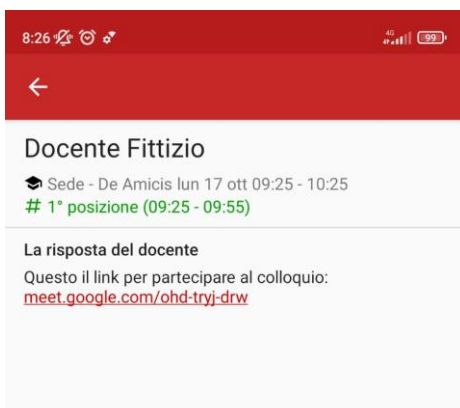 8:26
4G
99
Docente Fittizio
Sede - De Amicis lun 17 ott 09:25 - 10:25
# 1° posizione (09:25 - 09:55)
La risposta del docente
Questo il link per partecipare al colloquio:
meet.google.com/ohd-tryj-drw